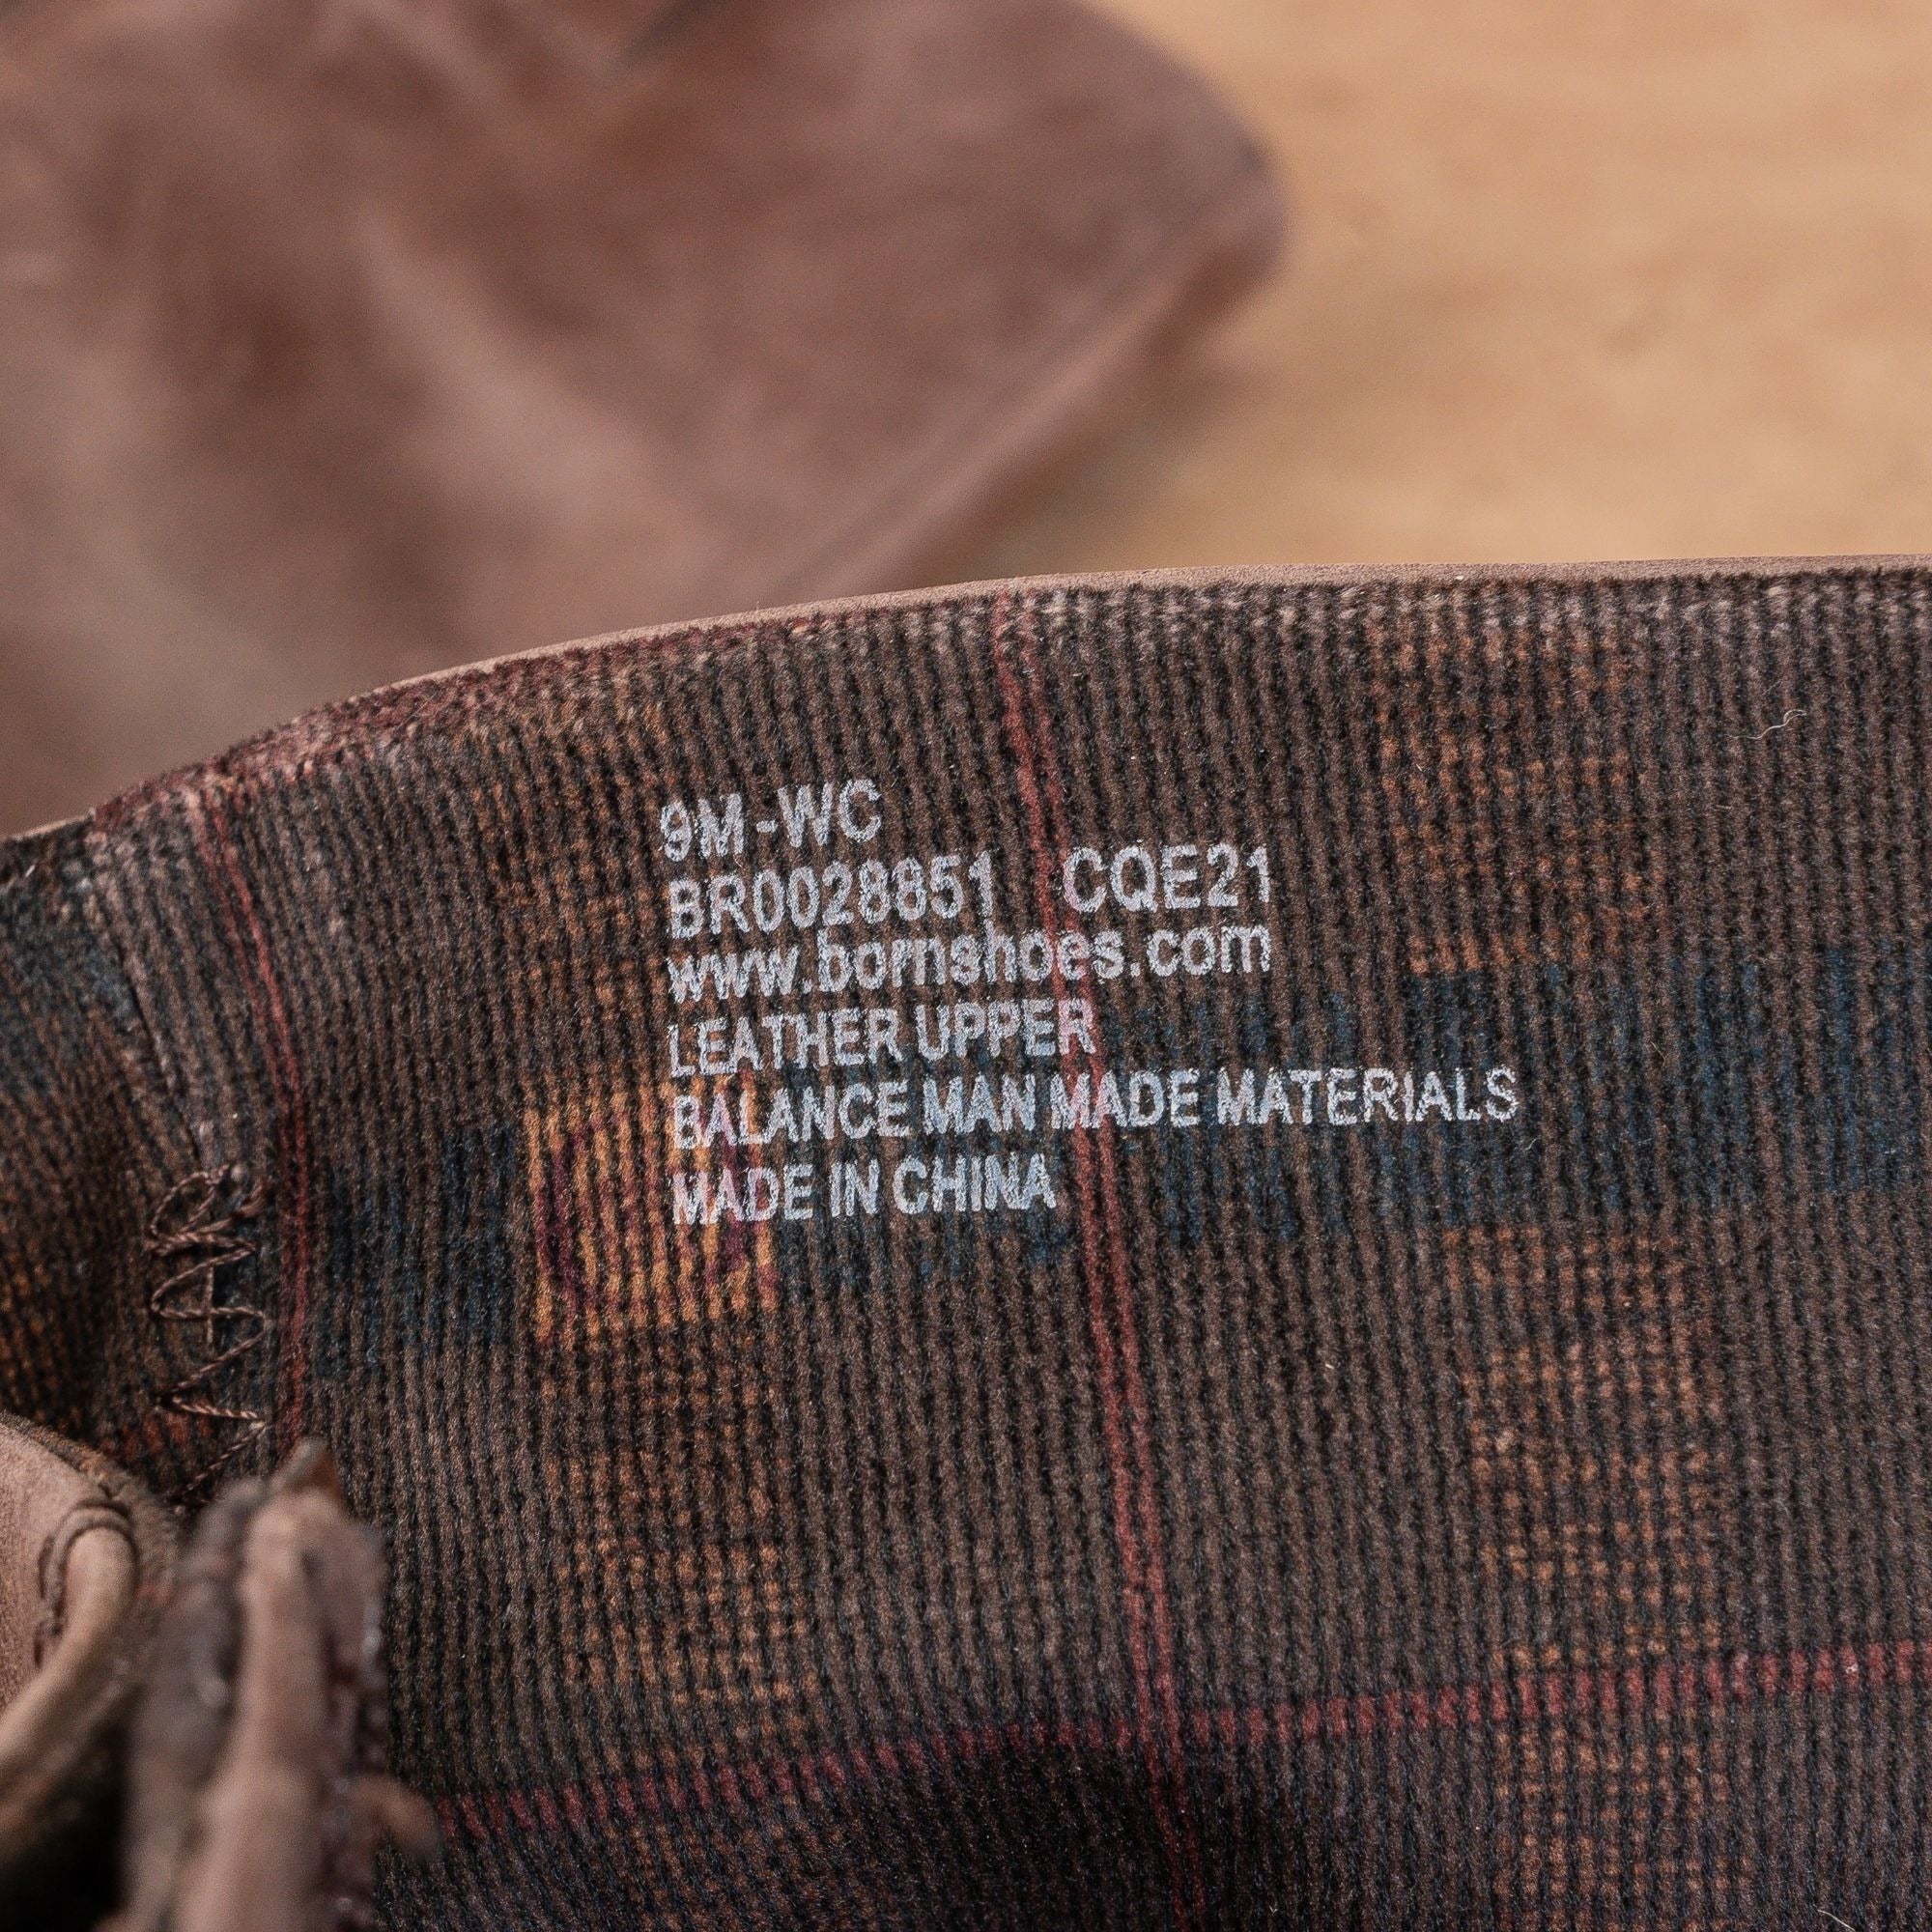 9M-WC
BR0028851 CQE21
www.bornshoes.com
LEATHER UPPER
BALANCE MAN MADE MATERIALS
MADE IN CHINA